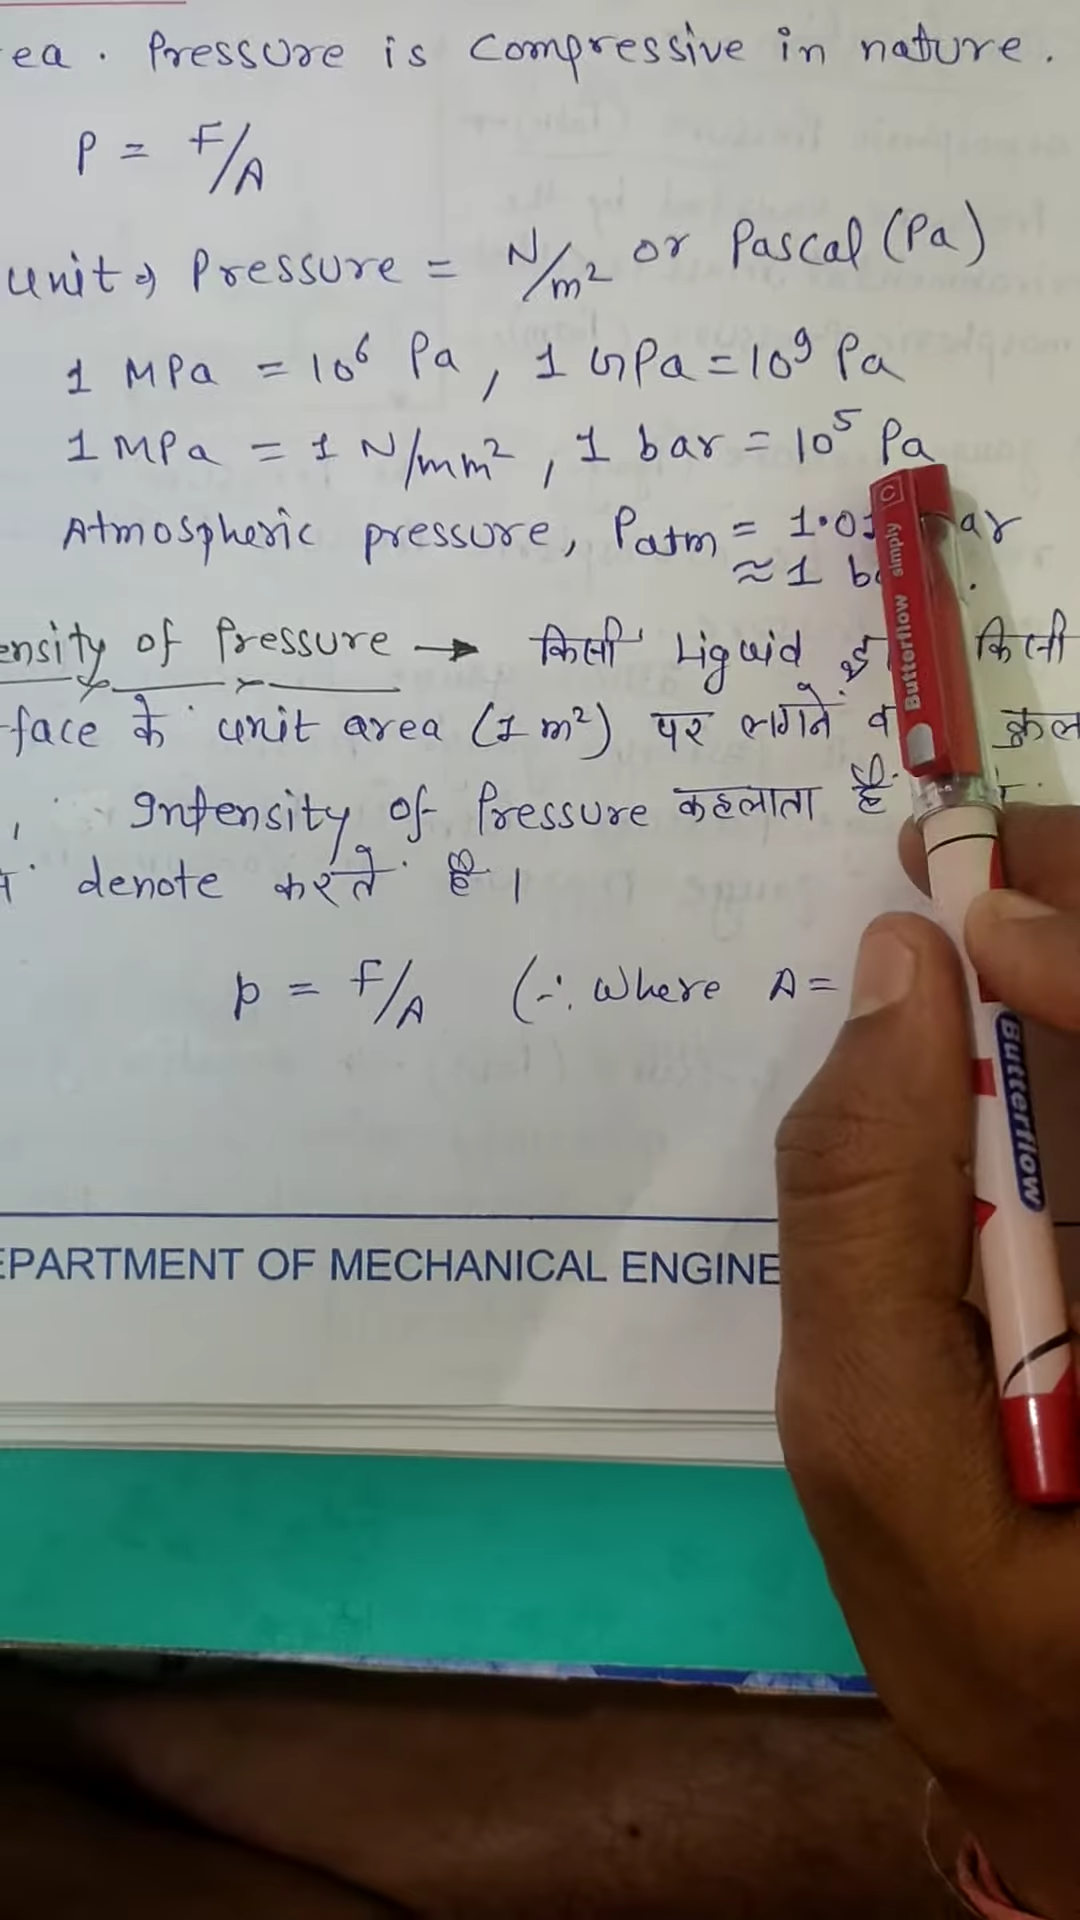 ea. Pressure is compressive in nature.
P = F/A
unit → Pressure = N/m² or Pascal (Pa)
1 MPa = 10⁶ Pa, 1 GPa = 10⁹ Pa
1 MPa = 1 N/mm², 1 bar = 10⁵ Pa
Atmospheric pressure, Patm = 1.01 ar
≈ 1 b .
ensity of Pressure → किसी Liquid किसी
face के unit area (1 m²) पर लगने व कुल
, Intensity of Pressure कहलाता है
denote करते है।
p = F/A (∵ Where A =
EPARTMENT OF MECHANICAL ENGINE
Butterflow simply
Butterflow